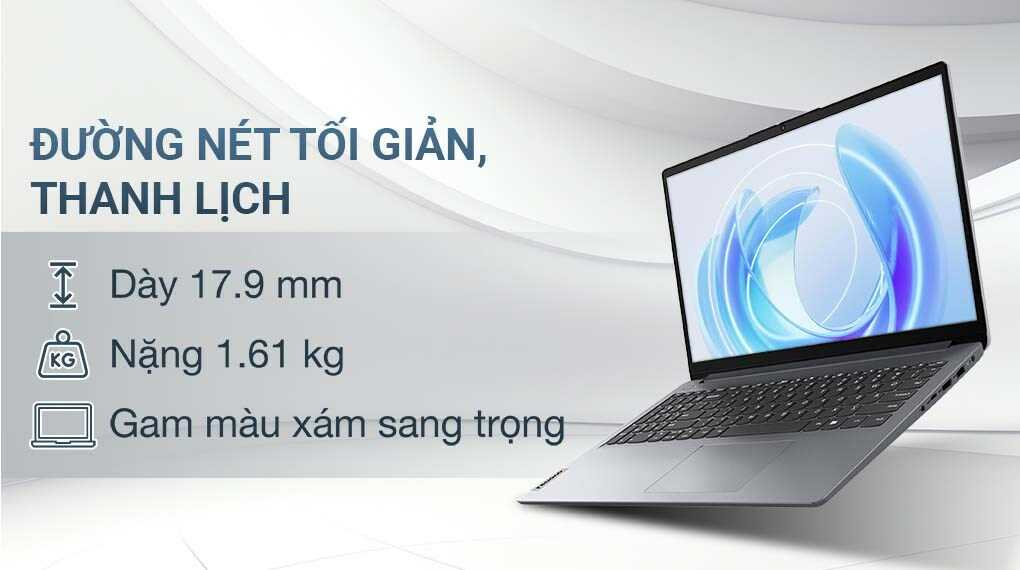 ĐƯỜNG NÉT TỐI GIẢN,
THANH LỊCH
Dày 17.9 mm
KG
Nặng 1.61 kg
Gam màu xám sang trọng